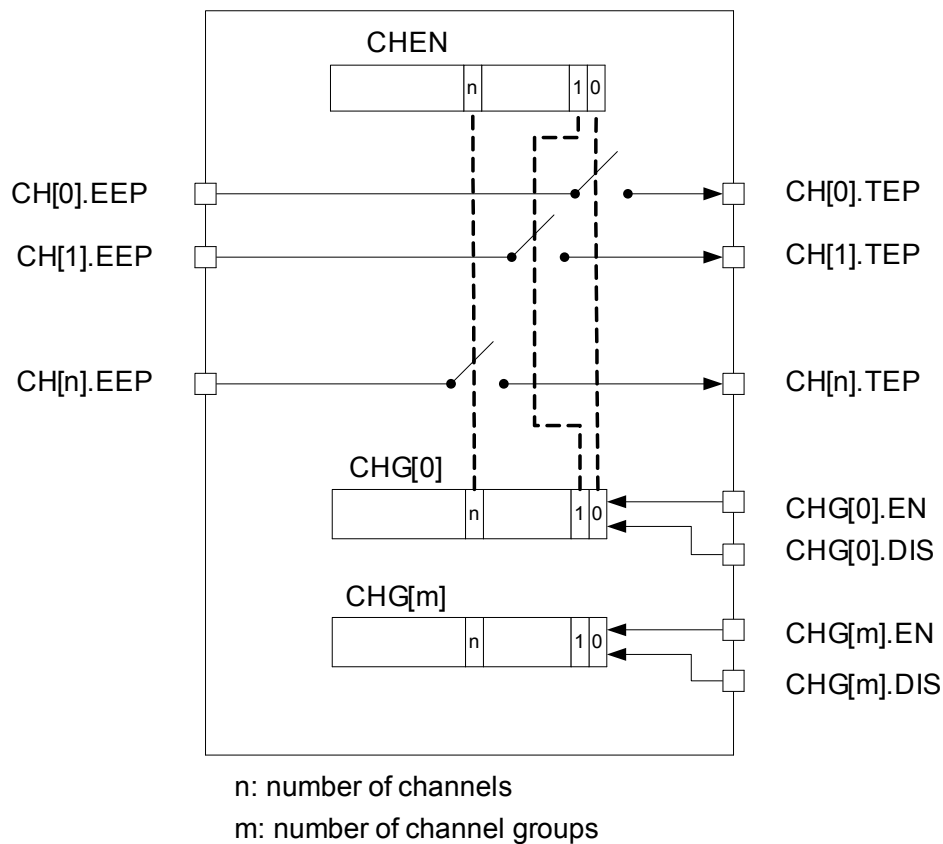 CHEN
n 1 0
CH[0].EEP CH[0].TEP
CH[1].EEP CH[1].TEP
CH[n].EEP CH[n].TEP
CHG[0]
n 1 0
CHG[0].EN
CHG[0].DIS
CHG[m]
n 1 0
CHG[m].EN
CHG[m].DIS
n: number of channels
m: number of channel groups